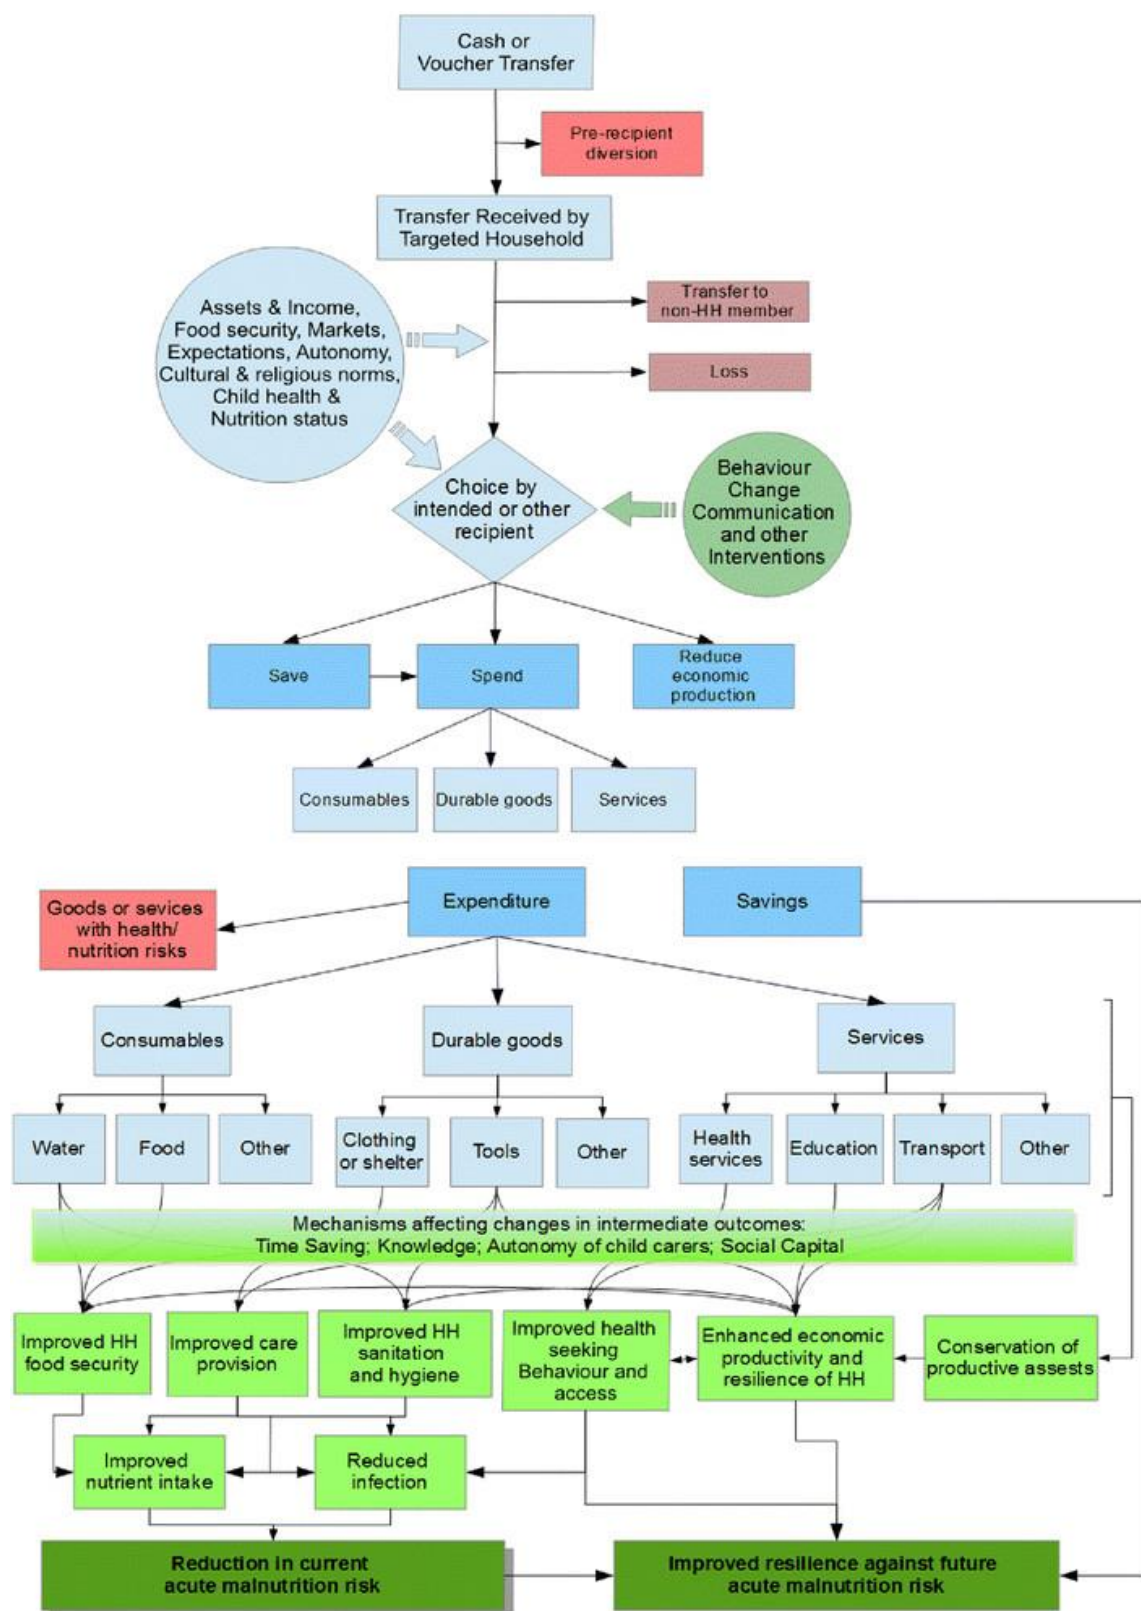 Cash or
Voucher Transfer
Pre-recipient
diversion
Transfer Received by
Targeted Household
Assets & Income,
Food security, Markets,
Expectations, Autonomy,
Cultural & religious norms,
Child health &
Nutrition status
Transfer to
non-HH member
Loss
Choice by
intended or other
recipient
Behaviour
Change
Communication
and other
Interventions
Save
Spend
Reduce
economic
production
Consumables
Durable goods
Services
Goods or sevices
with health/
nutrition risks
Expenditure
Savings
Consumables
Durable goods
Services
Water
Food
Other
Clothing
or shelter
Tools
Other
Health
services
Education
Transport
Other
Mechanisms affecting changes in intermediate outcomes:
Time Saving; Knowledge; Autonomy of child carers; Social Capital
Improved HH
food security
Improved care
provision
Improved HH
sanitation
and hygiene
Improved health
seeking
Behaviour and
access
Enhanced economic
productivity and
resilience of HH
Conservation of
productive assests
Improved
nutrient intake
Reduced
infection
Reduction in current
acute malnutrition risk
Improved resilience against future
acute malnutrition risk